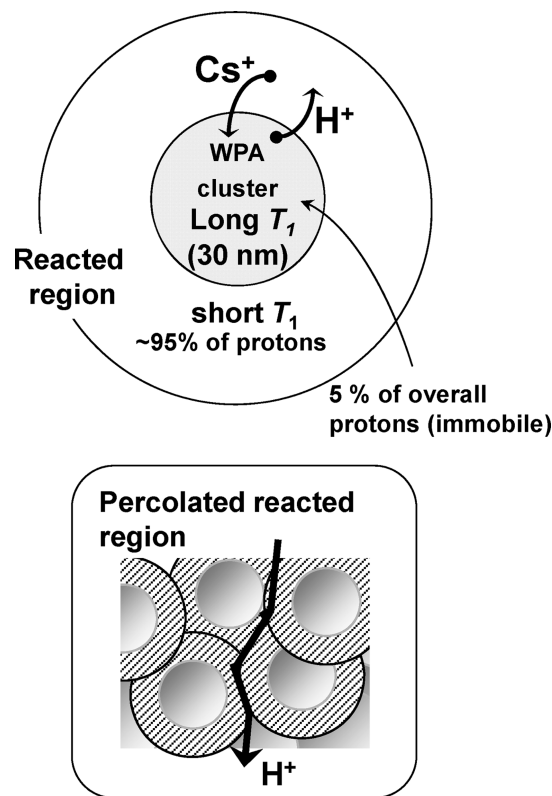 Cs+
H+
WPA
cluster
Long T1
(30 nm)
Reacted
region
short T1
~95% of protons
5 % of overall
protons (immobile)
Percolated reacted
region
H+